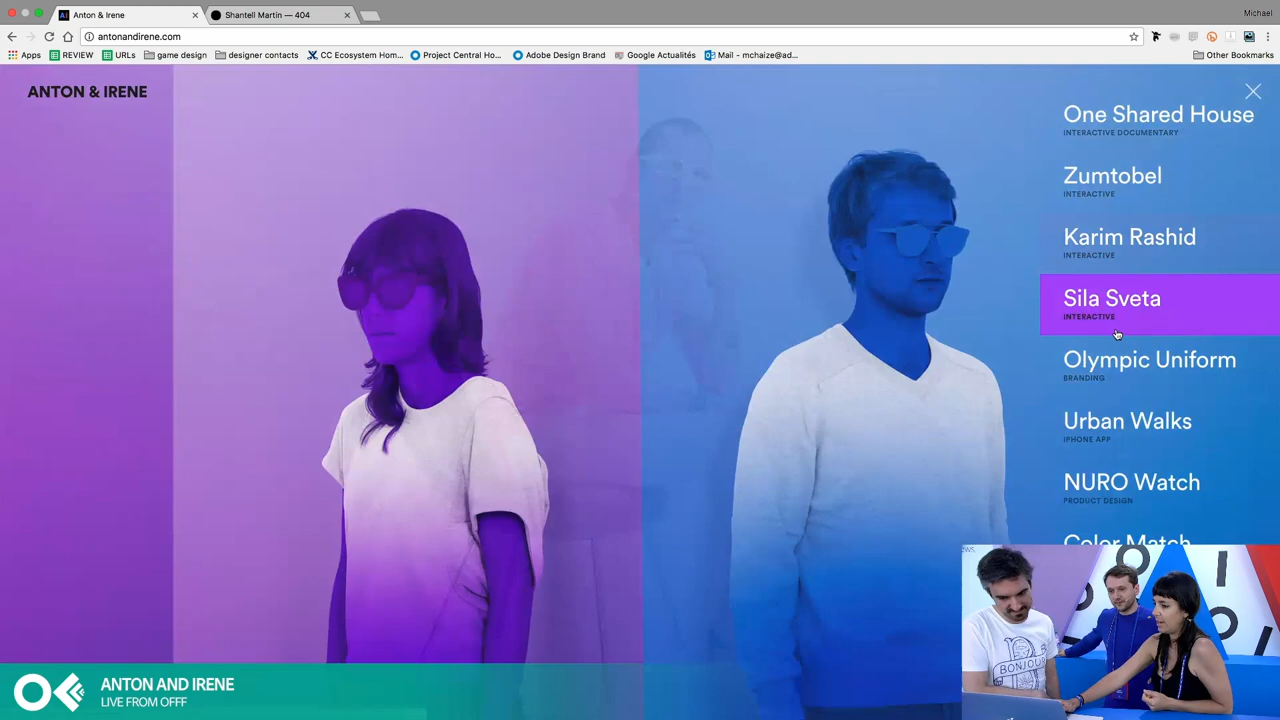 Anton & Irene
Shantell Martin — 404
Michael
antonandirene.com
Apps
REVIEW
URLs
game design
designer contacts
CC Ecosystem Hom...
Project Central Ho...
Adobe Design Brand
Google Actualités
Mail - mchaize@ad...
Other Bookmarks
ANTON & IRENE
One Shared House
INTERACTIVE DOCUMENTARY
Zumtobel
INTERACTIVE
Karim Rashid
INTERACTIVE
Sila Sveta
INTERACTIVE
Olympic Uniform
BRANDING
Urban Walks
IPHONE APP
NURO Watch
PRODUCT DESIGN
Color Match
BONJOUR
ANTON AND IRENE
LIVE FROM OFFF